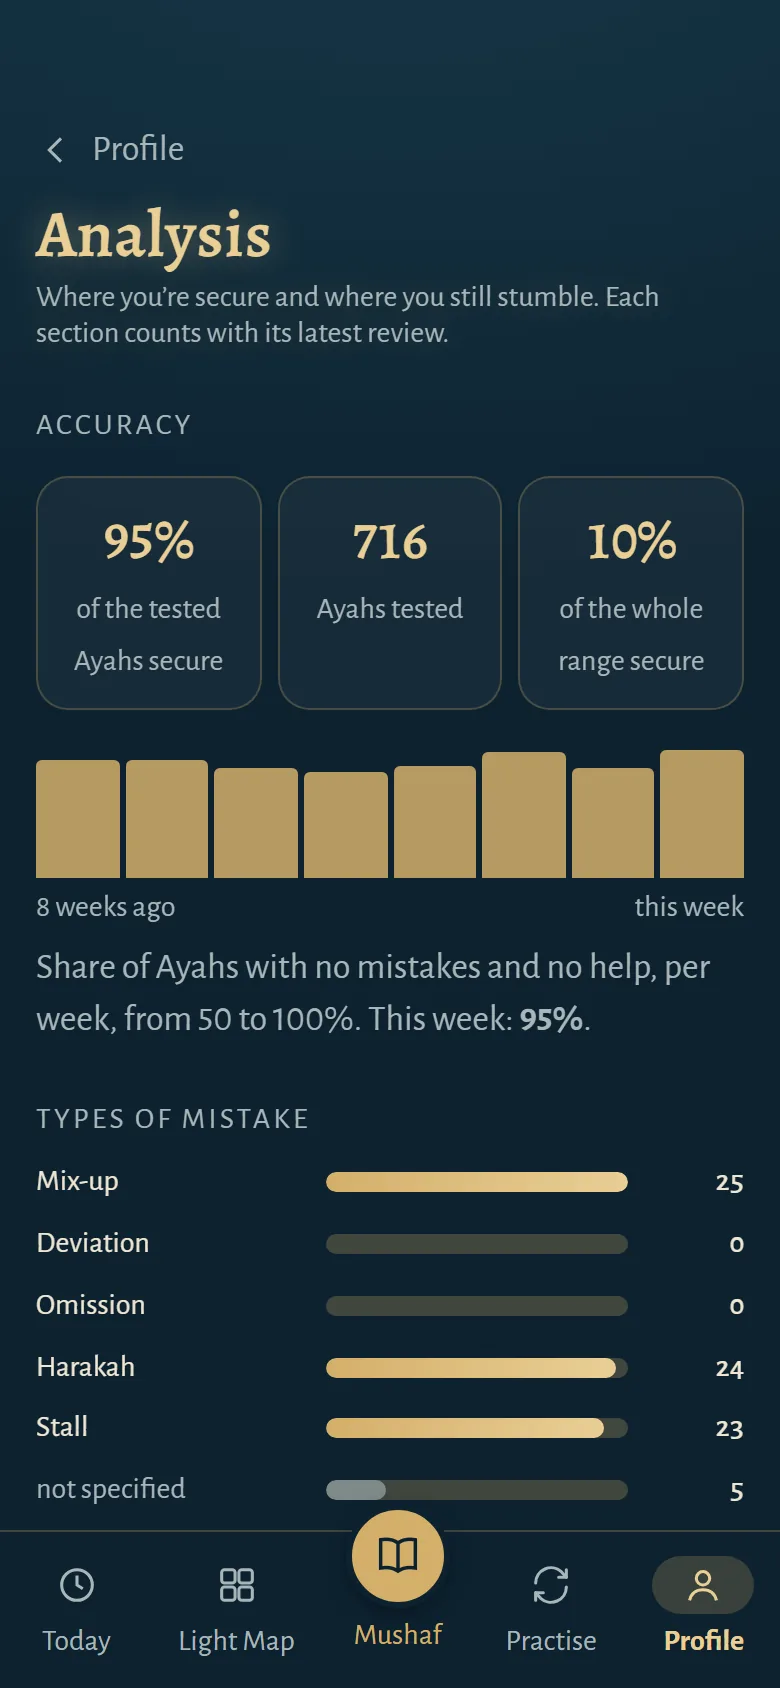 Profile
Analysis
Where you’re secure and where you still stumble. Each
section counts with its latest review.
ACCURACY
95%
of the tested
Ayahs secure
716
Ayahs tested
10%
of the whole
range secure
8 weeks ago
this week
Share of Ayahs with no mistakes and no help, per
week, from 50 to 100%. This week: 95%.
TYPES OF MISTAKE
Mix-up 25
Deviation 0
Omission 0
Harakah 24
Stall 23
not specified 5
Today
Light Map
Mushaf
Practise
Profile